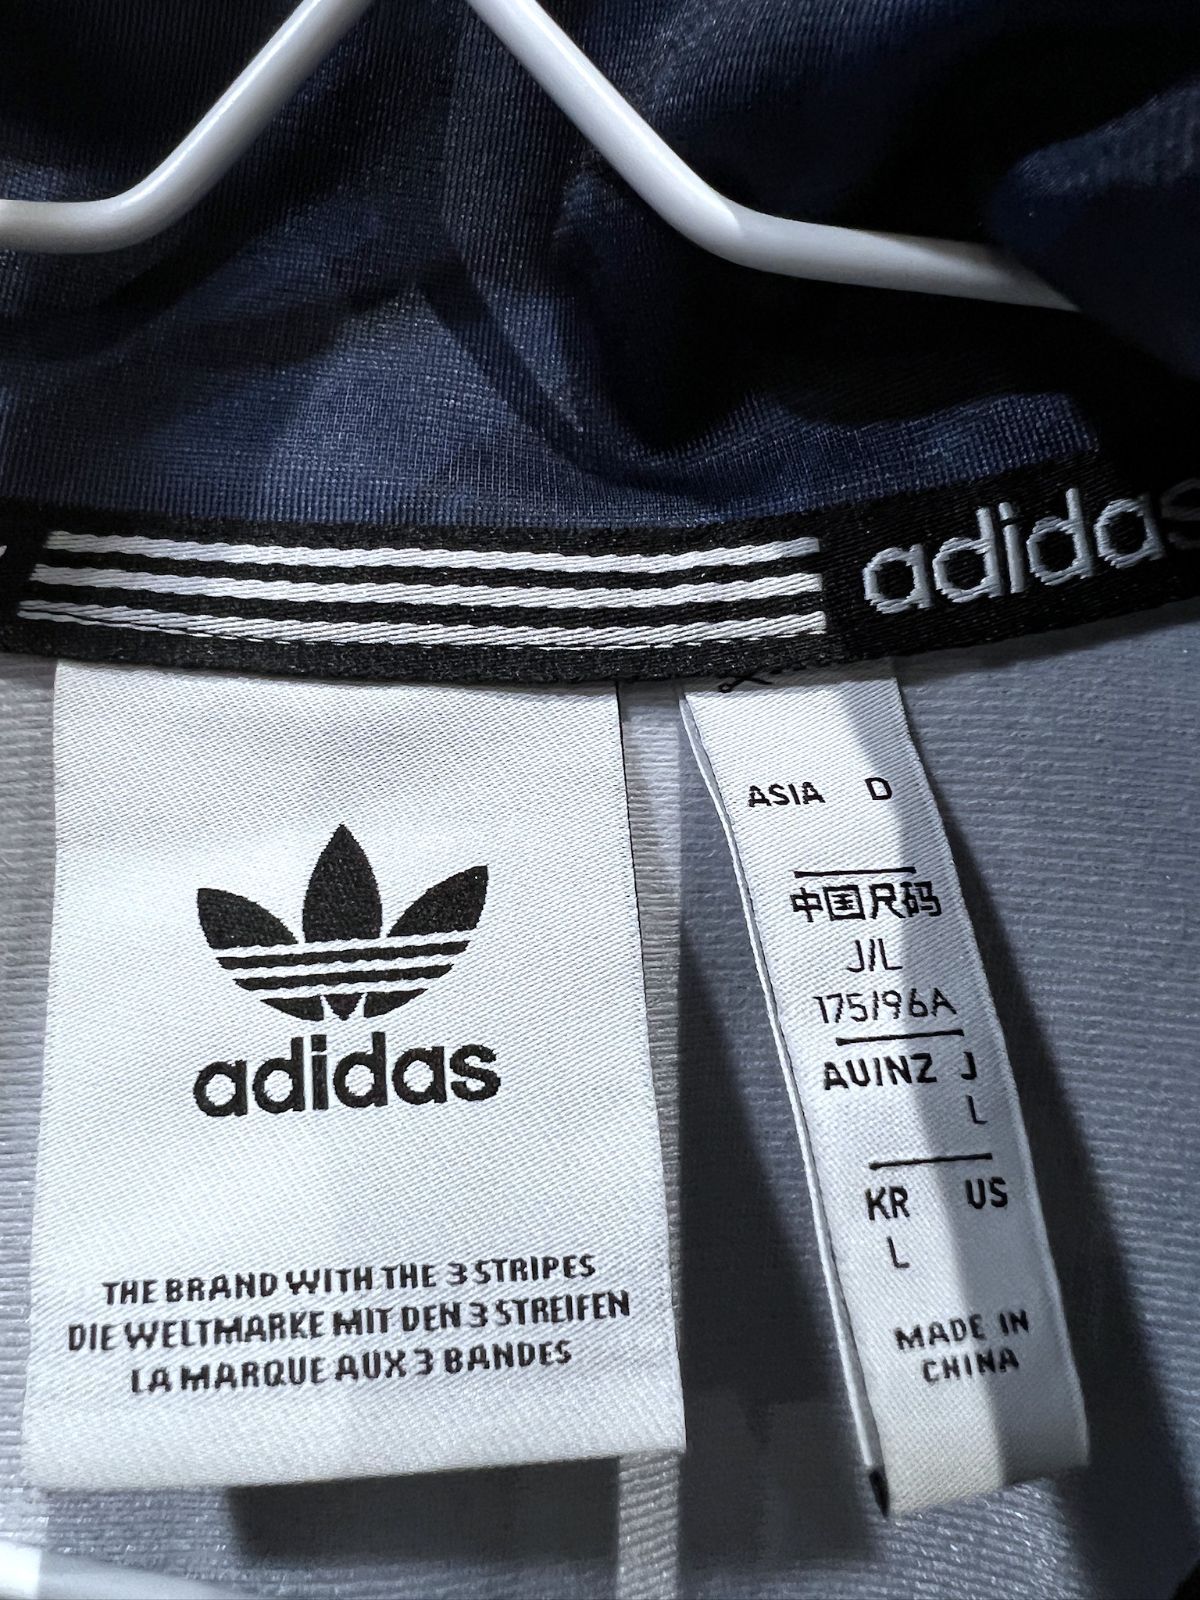 adidas
adidas
THE BRAND WITH THE 3 STRIPES
DIE WELTMARKE MIT DEN 3 STREIFEN
LA MARQUE AUX 3 BANDES
ASIA D
中国尺码
J/L
175/96A
AU/NZ J
L
KR US
L
MADE IN
CHINA